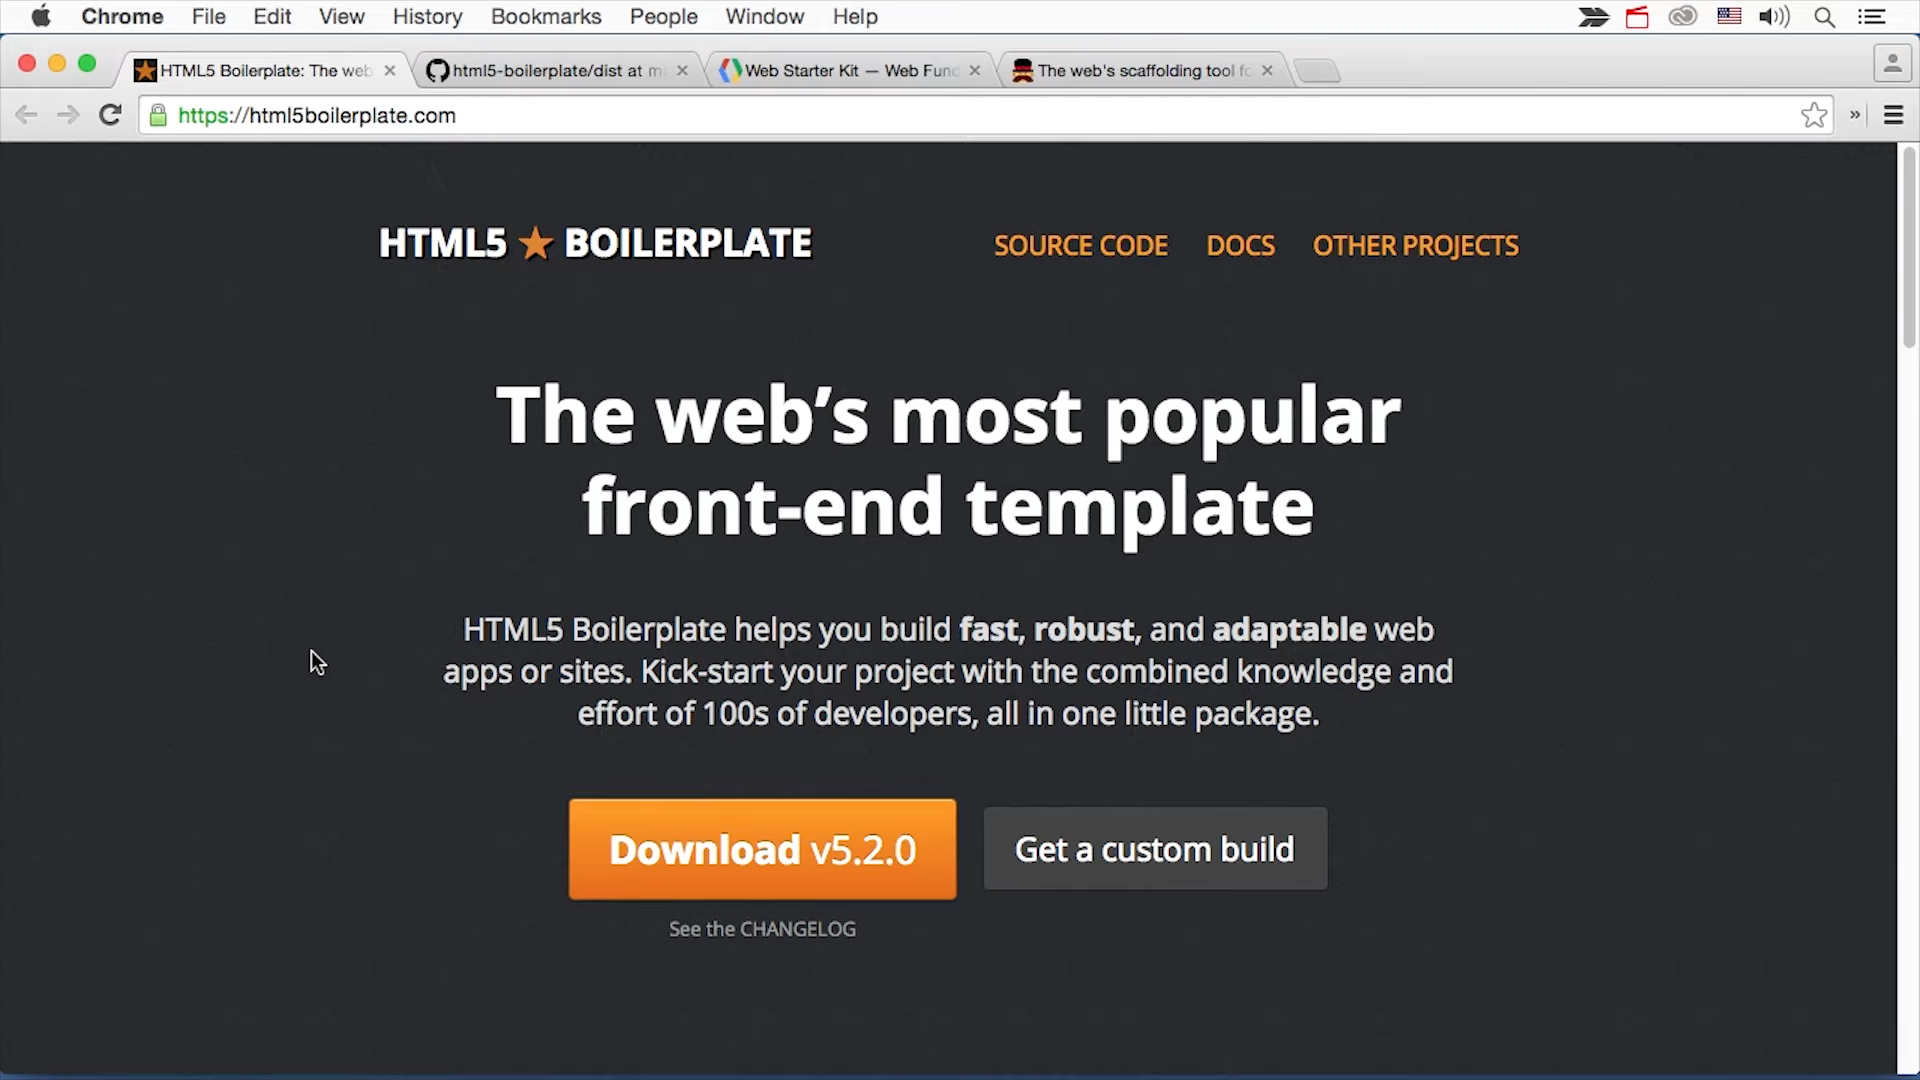 Chrome File Edit View History Bookmarks People Window Help
HTML5 Boilerplate: The web
html5-boilerplate/dist at m
Web Starter Kit — Web Fund
The web's scaffolding tool fo
https://html5boilerplate.com
HTML5 BOILERPLATE
SOURCE CODE DOCS OTHER PROJECTS
The web’s most popular
front-end template
HTML5 Boilerplate helps you build fast, robust, and adaptable web
apps or sites. Kick-start your project with the combined knowledge and
effort of 100s of developers, all in one little package.
Download v5.2.0
Get a custom build
See the CHANGELOG